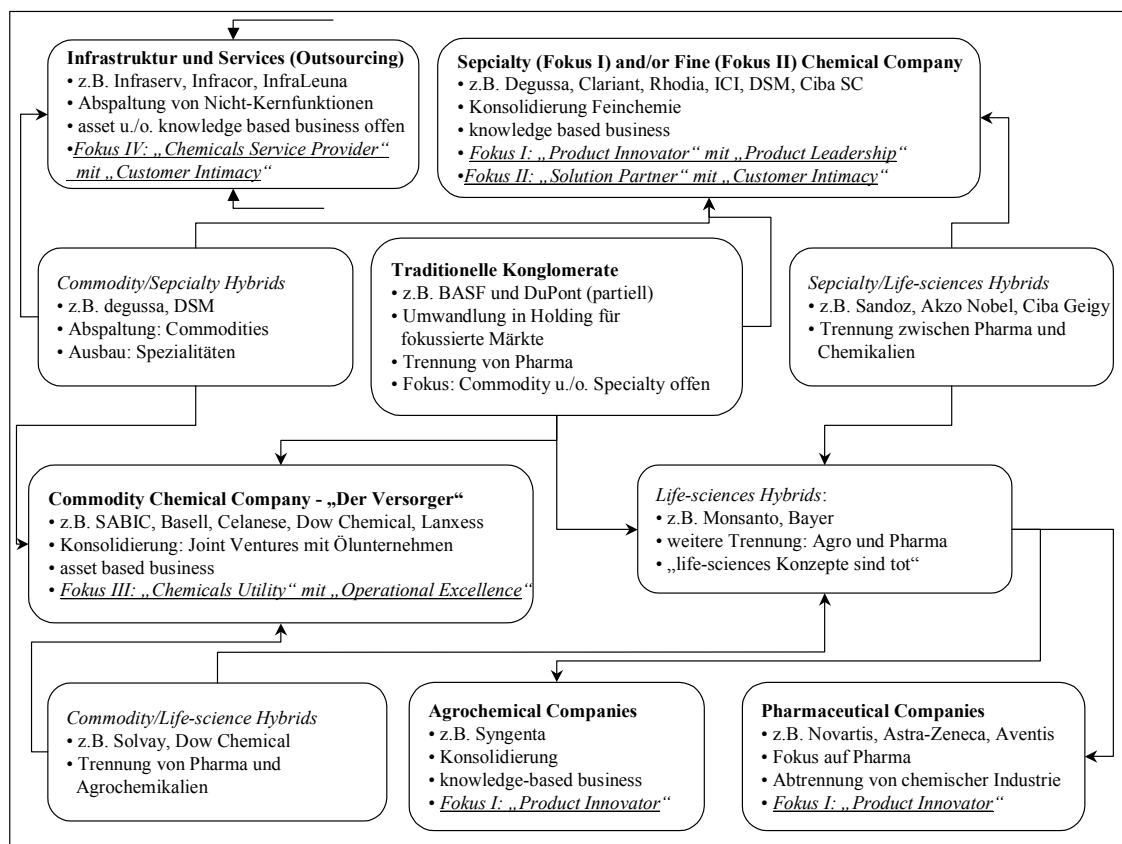 Infrastruktur und Services (Outsourcing)
• z.B. Infraserv, Infracor, InfraLeuna
• Abspaltung von Nicht-Kernfunktionen
• asset u./o. knowledge based business offen
• Fokus IV: „Chemicals Service Provider“
mit „Customer Intimacy“
Sepcialty (Fokus I) and/or Fine (Fokus II) Chemical Company
• z.B. Degussa, Clariant, Rhodia, ICI, DSM, Ciba SC
• Konsolidierung Feinchemie
• knowledge based business
• Fokus I: „Product Innovator“ mit „Product Leadership“
• Fokus II: „Solution Partner“ mit „Customer Intimacy“
Commodity/Sepcialty Hybrids
• z.B. degussa, DSM
• Abspaltung: Commodities
• Ausbau: Spezialitäten
Traditionelle Konglomerate
• z.B. BASF und DuPont (partiell)
• Umwandlung in Holding für
fokussierte Märkte
• Trennung von Pharma
• Fokus: Commodity u./o. Specialty offen
Sepcialty/Life-sciences Hybrids
• z.B. Sandoz, Akzo Nobel, Ciba Geigy
• Trennung zwischen Pharma und
Chemikalien
Commodity Chemical Company - „Der Versorger“
• z.B. SABIC, Basell, Celanese, Dow Chemical, Lanxess
• Konsolidierung: Joint Ventures mit Ölunternehmen
• asset based business
• Fokus III: „Chemicals Utility“ mit „Operational Excellence“
Life-sciences Hybrids:
• z.B. Monsanto, Bayer
• weitere Trennung: Agro und Pharma
• „life-sciences Konzepte sind tot“
Commodity/Life-science Hybrids
• z.B. Solvay, Dow Chemical
• Trennung von Pharma und
Agrochemikalien
Agrochemical Companies
• z.B. Syngenta
• Konsolidierung
• knowledge-based business
• Fokus I: „Product Innovator“
Pharmaceutical Companies
• z.B. Novartis, Astra-Zeneca, Aventis
• Fokus auf Pharma
• Abtrennung von chemischer Industrie
• Fokus I: „Product Innovator“